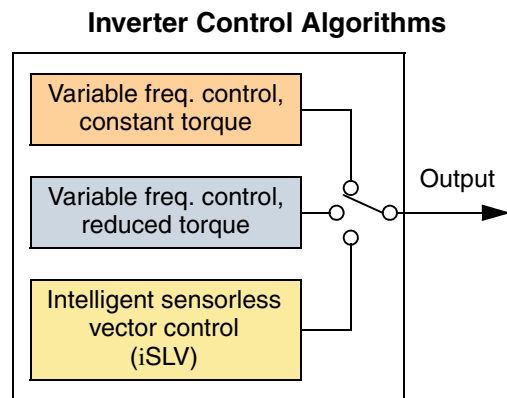 Inverter Control Algorithms
Variable freq. control,
constant torque
Variable freq. control,
reduced torque
Output
Intelligent sensorless
vector control
(iSLV)